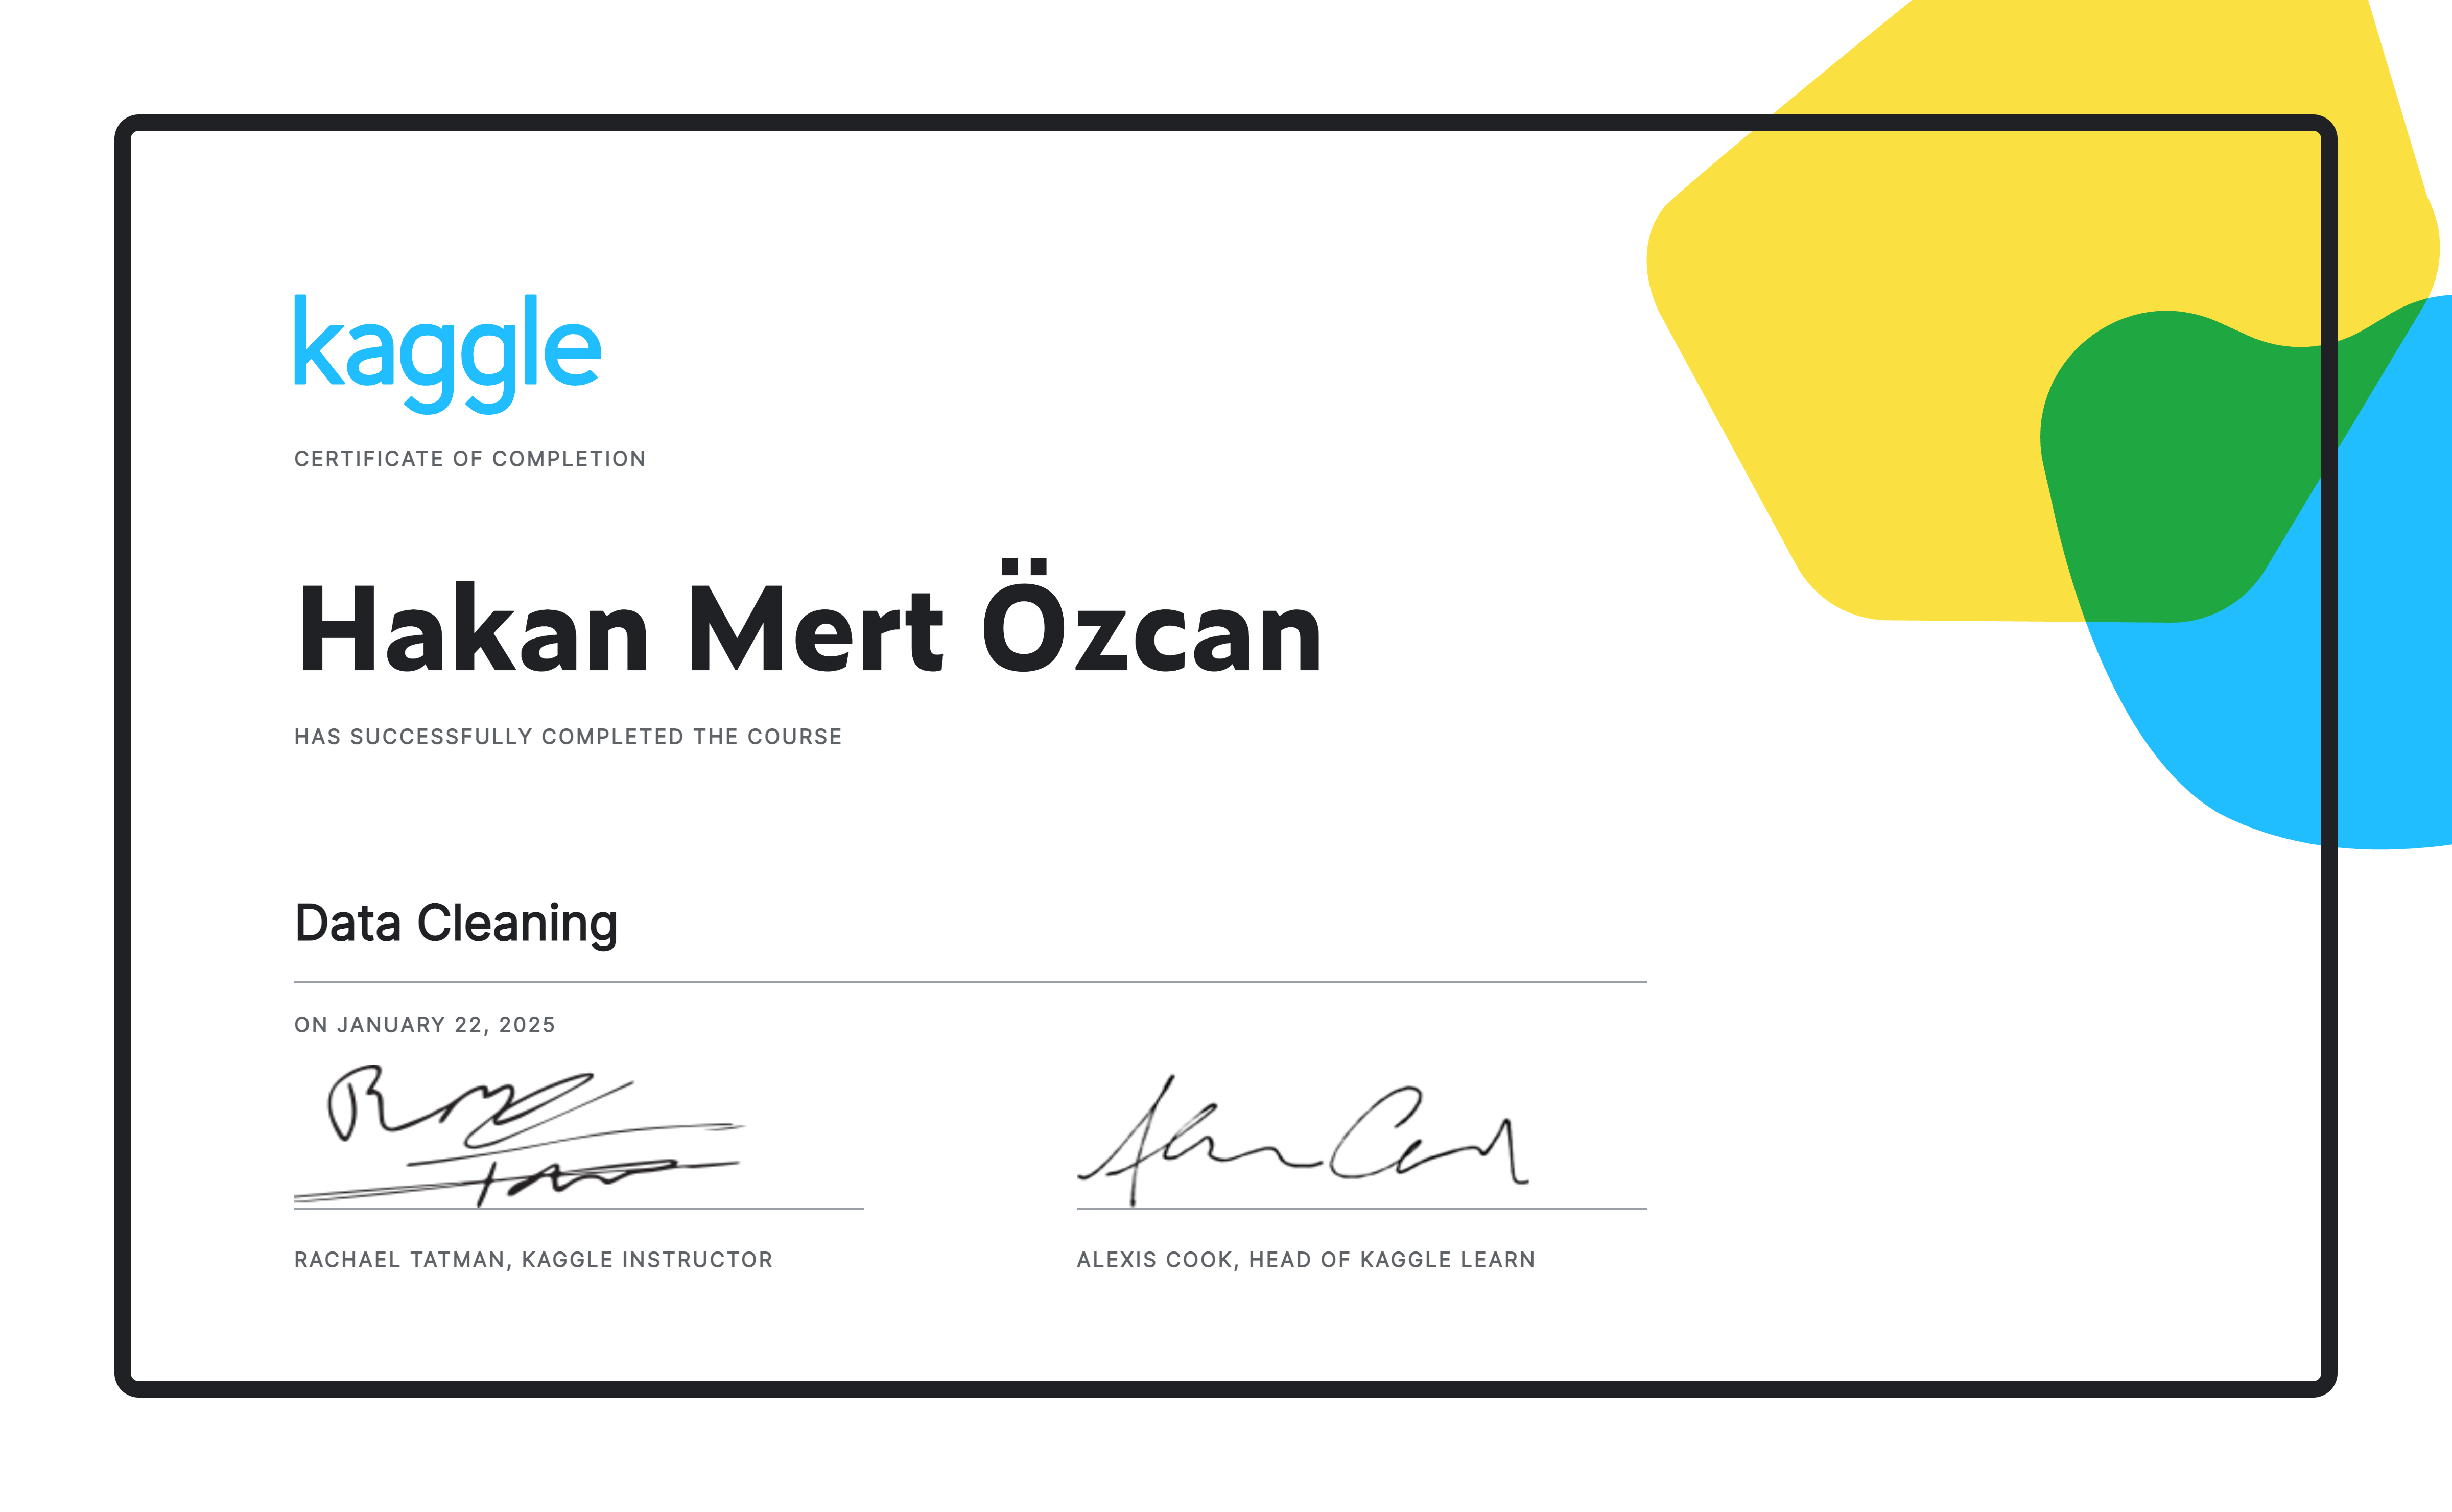 kaggle
CERTIFICATE OF COMPLETION
Hakan Mert Özcan
HAS SUCCESSFULLY COMPLETED THE COURSE
Data Cleaning
ON JANUARY 22, 2025
RACHAEL TATMAN, KAGGLE INSTRUCTOR
ALEXIS COOK, HEAD OF KAGGLE LEARN